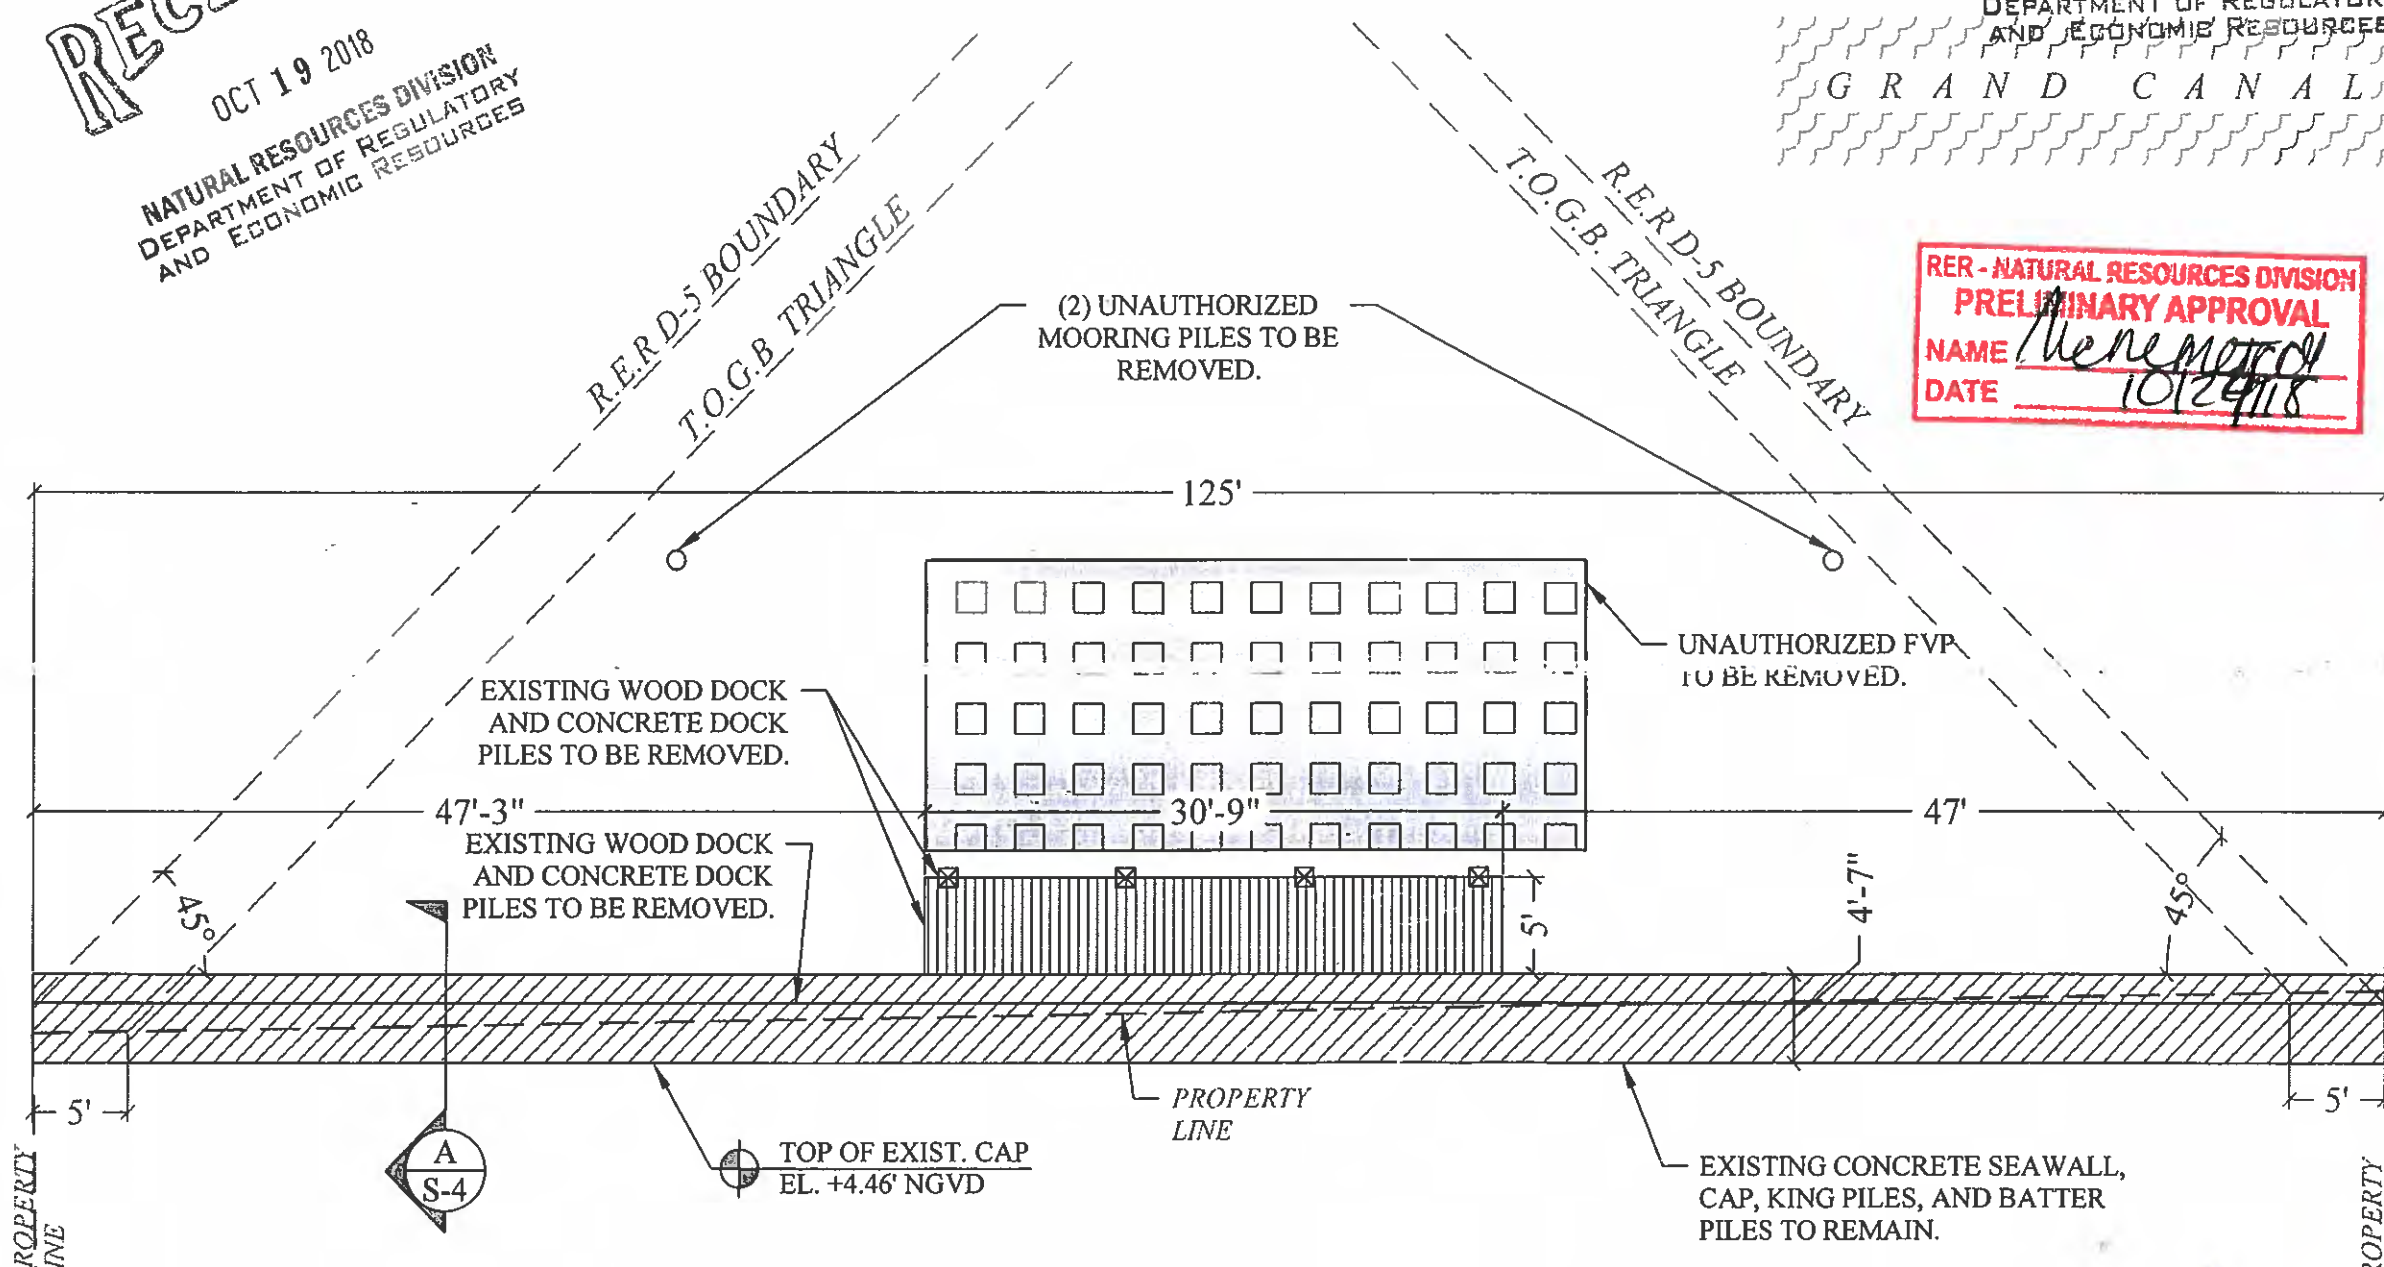 OCT 19 2018
NATURAL RESOURCES DIVISION
DEPARTMENT OF REGULATORY
AND ECONOMIC RESOURCES
AND ECONOMIC RESOURCES
GRAND CANAL
R.E.R D-5 BOUNDARY
T.O.G.B TRIANGLE
R.E.R D-5 BOUNDARY
T.O.G.B. TRIANGLE
RER - NATURAL RESOURCES DIVISION
PRELIMINARY APPROVAL
NAME
DATE
(2) UNAUTHORIZED
MOORING PILES TO BE
REMOVED.
125'
UNAUTHORIZED FVP
TO BE REMOVED.
EXISTING WOOD DOCK
AND CONCRETE DOCK
PILES TO BE REMOVED.
47'-3"
30'-9"
47'
EXISTING WOOD DOCK
AND CONCRETE DOCK
PILES TO BE REMOVED.
45°
5'
4'-7"
45°
5'
PROPERTY
LINE
5'
A
S-4
TOP OF EXIST. CAP
EL. +4.46' NGVD
EXISTING CONCRETE SEAWALL,
CAP, KING PILES, AND BATTER
PILES TO REMAIN.